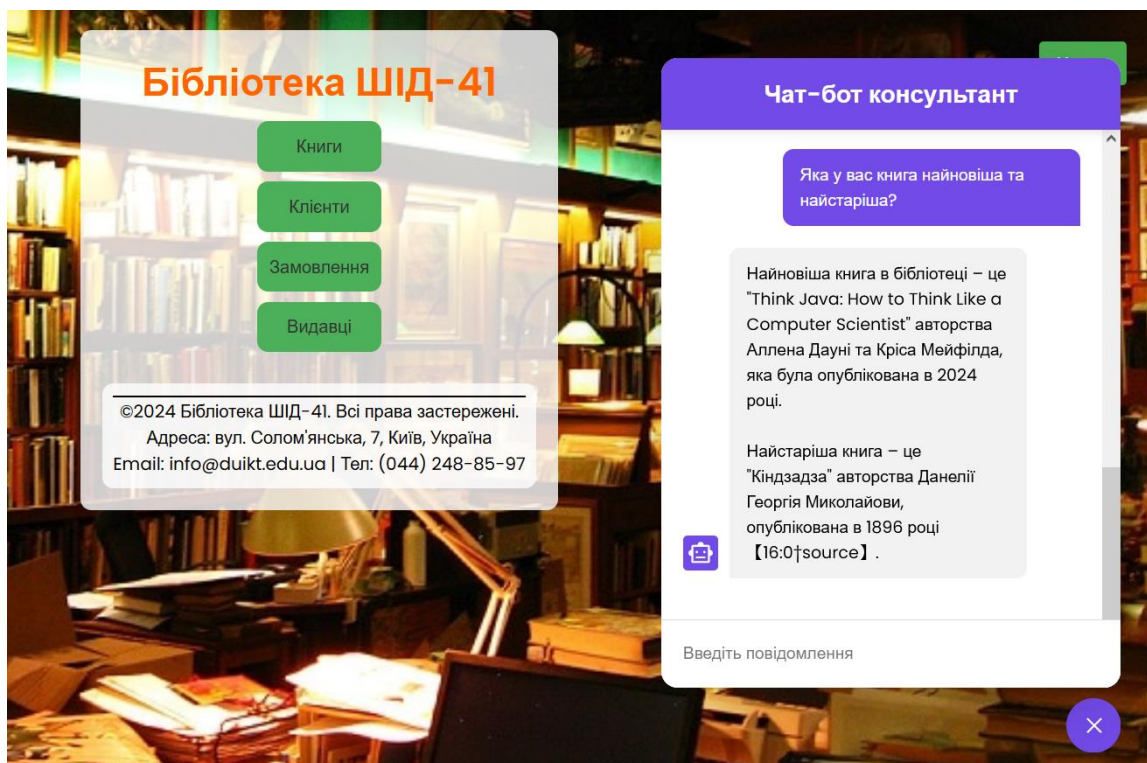 Бібліотека ШІД-41
Книги
Клієнти
Замовлення
Видавці
©2024 Бібліотека ШІД-41. Всі права застережені.
Адреса: вул. Солом'янська, 7, Київ, Україна
Email: info@duikt.edu.ua | Тел: (044) 248-85-97
Чат-бот консультант
Яка у вас книга найновіша та
найстаріша?
Найновіша книга в бібліотеці – це
"Think Java: How to Think Like a
Computer Scientist" авторства
Аллена Дауні та Кріса Мейфілда,
яка була опублікована в 2024
році.
Найстаріша книга – це
"Кіндзадза" авторства Данелії
Георгія Миколайови,
опублікована в 1896 році
【16:0†source】.
Введіть повідомлення